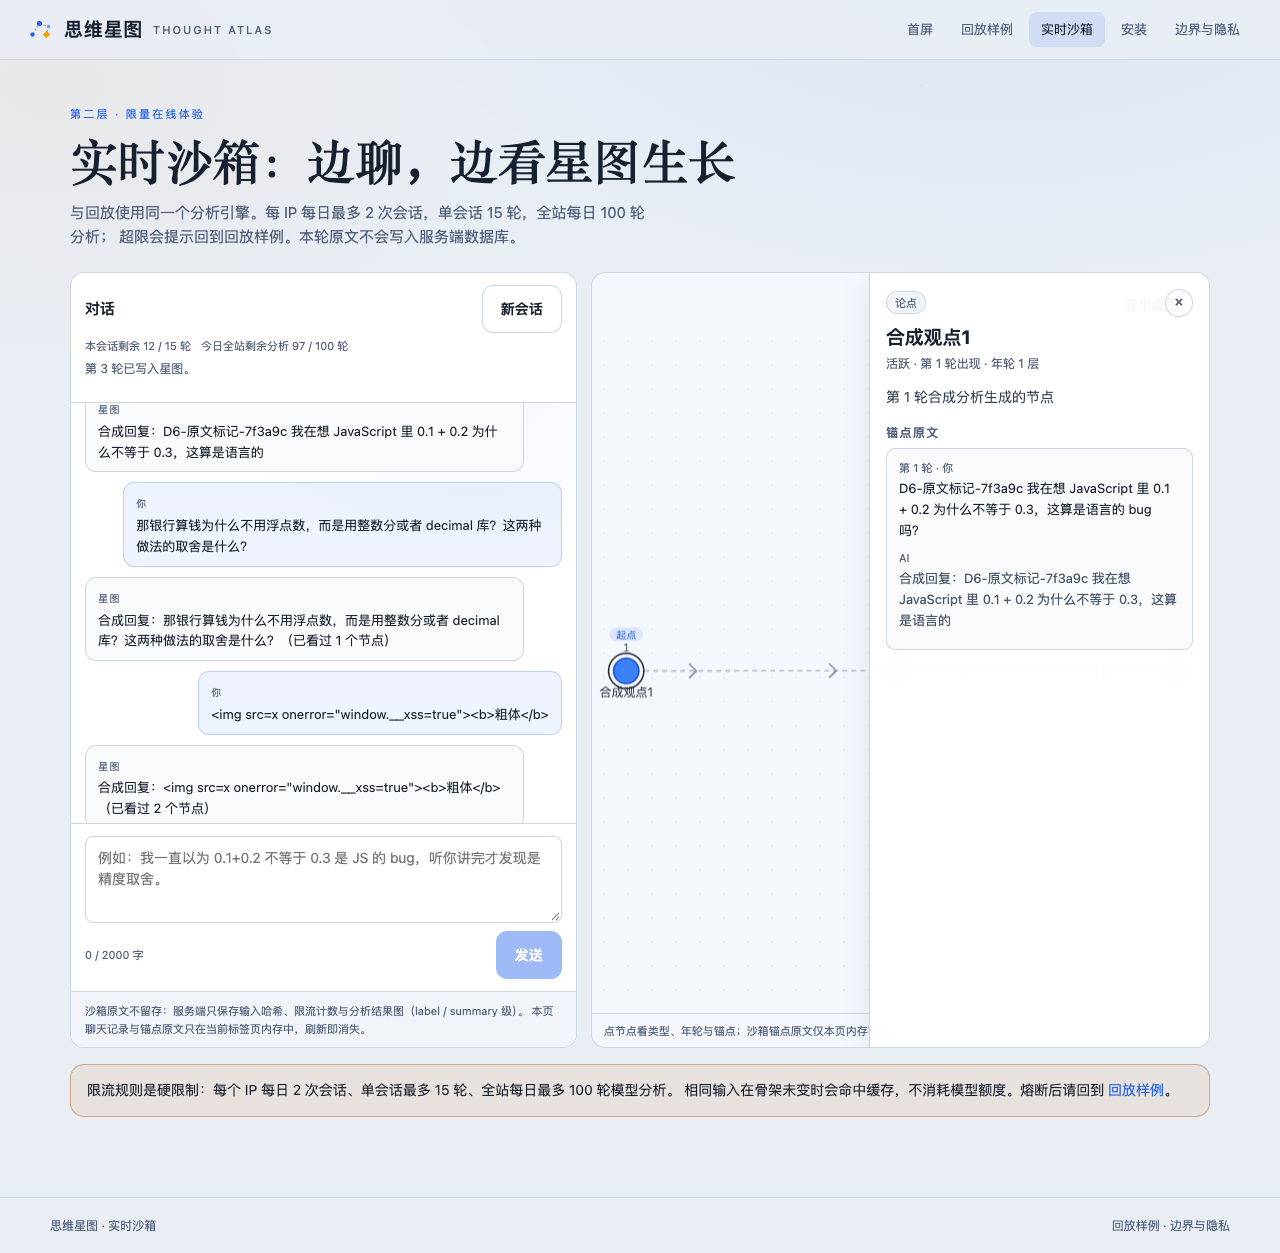 思维星图 THOUGHT ATLAS
首屏 回放样例 实时沙箱 安装 边界与隐私
第二层 · 限量在线体验
实时沙箱：边聊，边看星图生长
与回放使用同一个分析引擎。每 IP 每日最多 2 次会话，单会话 15 轮，全站每日 100 轮
分析； 超限会提示回到回放样例。本轮原文不会写入服务端数据库。
对话
新会话
本会话剩余 12 / 15 轮 今日全站剩余分析 97 / 100 轮
第 3 轮已写入星图。
星图
合成回复：D6-原文标记-7f3a9c 我在想 JavaScript 里 0.1 + 0.2 为什
么不等于 0.3，这算是语言的
你
那银行算钱为什么不用浮点数，而是用整数分或者 decimal 库？这两种
做法的取舍是什么？
星图
合成回复：那银行算钱为什么不用浮点数，而是用整数分或者 decimal
库？这两种做法的取舍是什么？（已看过 1 个节点）
你
<img src=x onerror="window.__xss=true"><b>粗体</b>
星图
合成回复：<img src=x onerror="window.__xss=true"><b>粗体</b>
（已看过 2 个节点）
例如：我一直以为 0.1+0.2 不等于 0.3 是 JS 的 bug，听你讲完才发现是
精度取舍。
0 / 2000 字
发送
沙箱原文不留存：服务端只保存输入哈希、限流计数与分析结果图（label / summary 级）。 本页
聊天记录与锚点原文只在当前标签页内存中，刷新即消失。
起点
1
合成观点1
点节点看类型、年轮与锚点；沙箱锚点原文仅本页内存
论点
导出
×
合成观点1
活跃 · 第 1 轮出现 · 年轮 1 层
第 1 轮合成分析生成的节点
锚点原文
第 1 轮 · 你
D6-原文标记-7f3a9c 我在想 JavaScript 里 0.1
+ 0.2 为什么不等于 0.3，这算是语言的 bug
吗？
AI
合成回复：D6-原文标记-7f3a9c 我在想
JavaScript 里 0.1 + 0.2 为什么不等于 0.3，这算
是语言的
限流规则是硬限制：每个 IP 每日 2 次会话、单会话最多 15 轮、全站每日最多 100 轮模型分析。 相同输入在骨架未变时会命中缓存，不消耗模型额度。熔断后请回到 回放样例。
思维星图 · 实时沙箱
回放样例 · 边界与隐私